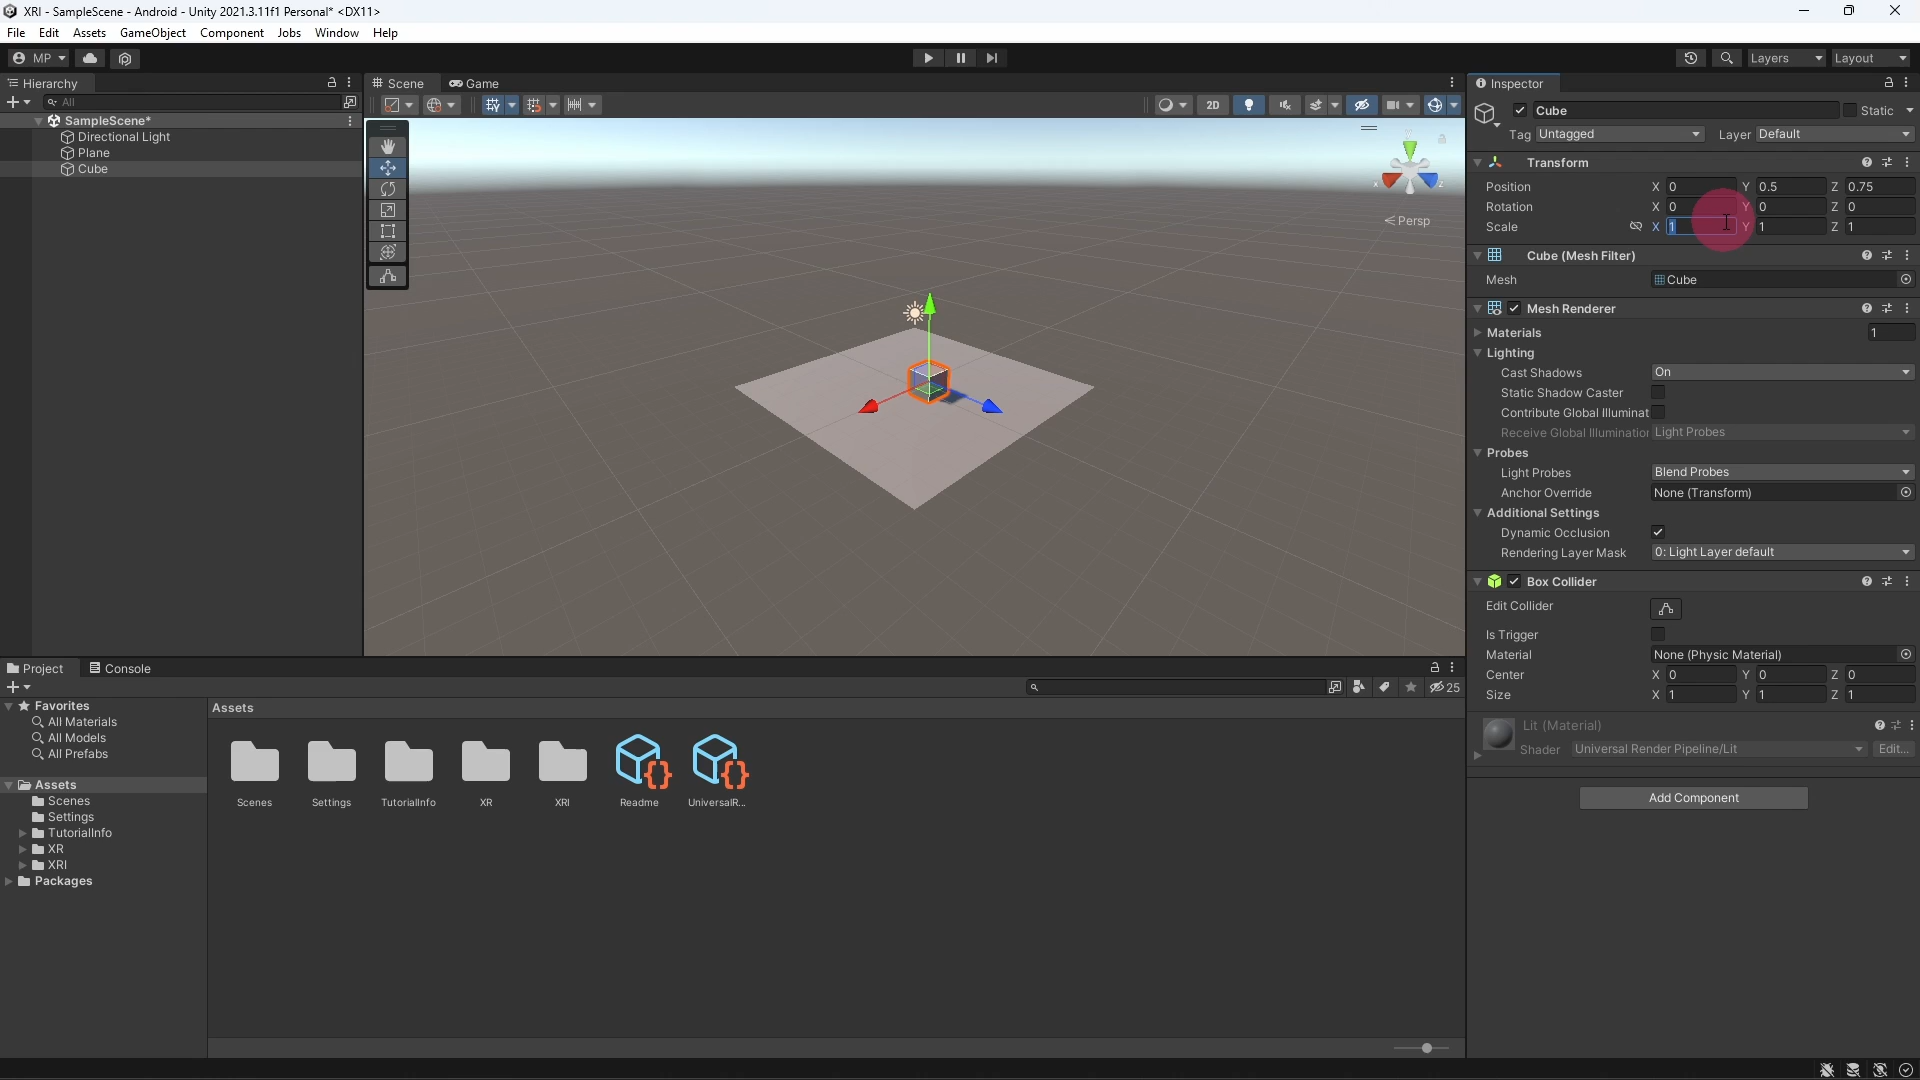 XRI - SampleScene - Android - Unity 2021.3.11f1 Personal* <DX11>
File Edit Assets GameObject Component Jobs Window Help
MP Layers Layout
Hierarchy
All
SampleScene*
Directional Light
Plane
Cube
Scene Game
2D
Persp
Inspector
Cube Static
Tag Untagged Layer Default
Transform
Position X 0 Y 0.5 Z 0.75
Rotation X 0 Y 0 Z 0
Scale X 1 Y 1 Z 1
Cube (Mesh Filter)
Mesh Cube
Mesh Renderer
Materials 1
Lighting
Cast Shadows On
Static Shadow Caster
Contribute Global Illuminat
Receive Global Illumination Light Probes
Probes
Light Probes Blend Probes
Anchor Override None (Transform)
Additional Settings
Dynamic Occlusion
Rendering Layer Mask 0: Light Layer default
Box Collider
Edit Collider
Is Trigger
Material None (Physic Material)
Center X 0 Y 0 Z 0
Size X 1 Y 1 Z 1
Lit (Material)
Shader Universal Render Pipeline/Lit Edit...
Add Component
Project Console
25
Favorites
All Materials
All Models
All Prefabs
Assets
Scenes
Settings
TutorialInfo
XR
XRI
Packages
Assets
Scenes Settings TutorialInfo XR XRI Readme UniversalR...